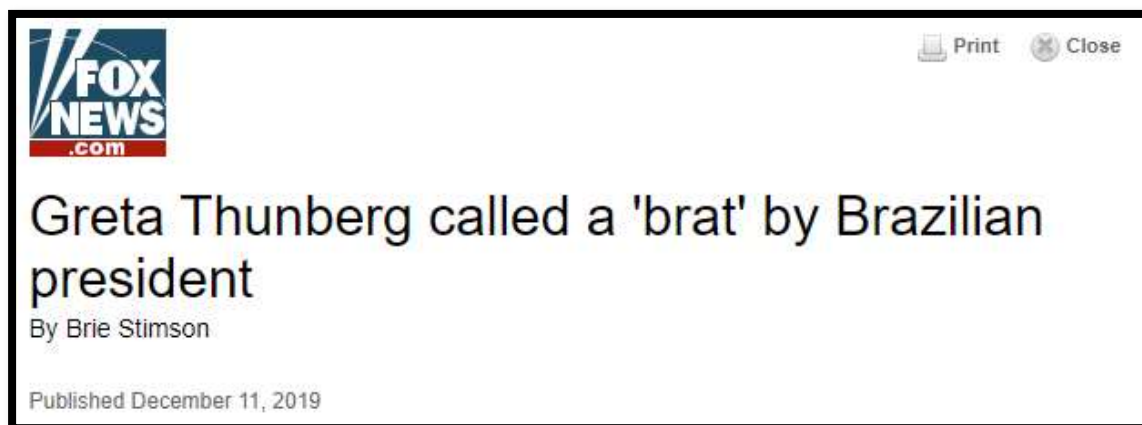 FOX
NEWS
.com
Print Close
Greta Thunberg called a 'brat' by Brazilian
president
By Brie Stimson
Published December 11, 2019